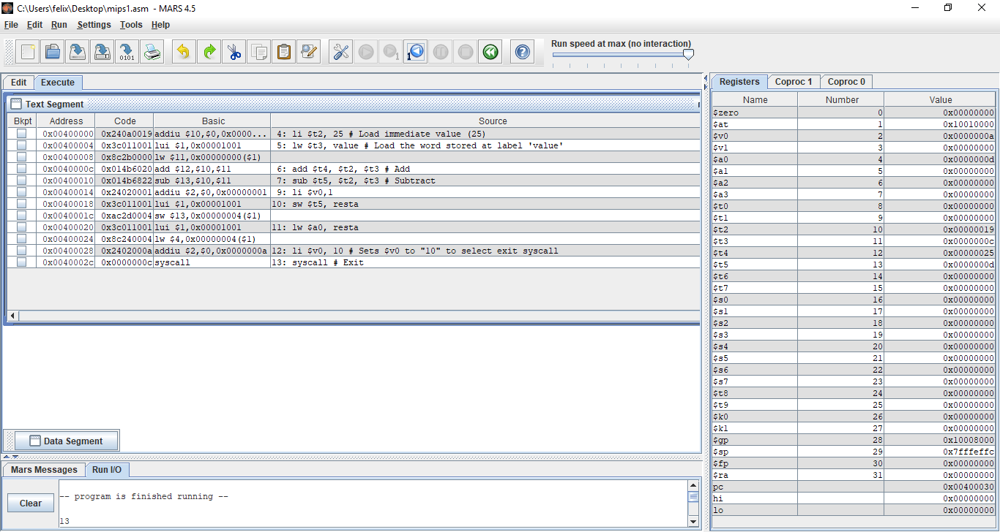 C:\Users\felix\Desktop\mips1.asm - MARS 4.5
File Edit Run Settings Tools Help
Run speed at max (no interaction)
Edit Execute
Text Segment
Bkpt Address Code Basic Source
0x00400000 0x240a0019 addiu $10,$0,0x0000... 4: li $t2, 25 # Load immediate value (25)
0x00400004 0x3c011001 lui $1,0x00001001 5: lw $t3, value # Load the word stored at label 'value'
0x00400008 0x8c2b0000 lw $11,0x00000000($1)
0x0040000c 0x014b6020 add $12,$10,$11 6: add $t4, $t2, $t3 # Add
0x00400010 0x014b6822 sub $13,$10,$11 7: sub $t5, $t2, $t3 # Subtract
0x00400014 0x24020001 addiu $2,$0,0x00000001 9: li $v0,1
0x00400018 0x3c011001 lui $1,0x00001001 10: sw $t5, resta
0x0040001c 0xac2d0004 sw $13,0x00000004($1)
0x00400020 0x3c011001 lui $1,0x00001001 11: lw $a0, resta
0x00400024 0x8c240004 lw $4,0x00000004($1)
0x00400028 0x2402000a addiu $2,$0,0x0000000a 12: li $v0, 10 # Sets $v0 to "10" to select exit syscall
0x0040002c 0x0000000c syscall 13: syscall # Exit
Data Segment
Mars Messages Run I/O
Clear
-- program is finished running --
13
Registers Coproc 1 Coproc 0
Name Number Value
$zero 0 0x00000000
$at 1 0x10010000
$v0 2 0x0000000a
$v1 3 0x00000000
$a0 4 0x0000000d
$a1 5 0x00000000
$a2 6 0x00000000
$a3 7 0x00000000
$t0 8 0x00000000
$t1 9 0x00000000
$t2 10 0x00000019
$t3 11 0x0000000c
$t4 12 0x00000025
$t5 13 0x0000000d
$t6 14 0x00000000
$t7 15 0x00000000
$s0 16 0x00000000
$s1 17 0x00000000
$s2 18 0x00000000
$s3 19 0x00000000
$s4 20 0x00000000
$s5 21 0x00000000
$s6 22 0x00000000
$s7 23 0x00000000
$t8 24 0x00000000
$t9 25 0x00000000
$k0 26 0x00000000
$k1 27 0x00000000
$gp 28 0x10008000
$sp 29 0x7fffeffc
$fp 30 0x00000000
$ra 31 0x00000000
pc 0x00400030
hi 0x00000000
lo 0x00000000